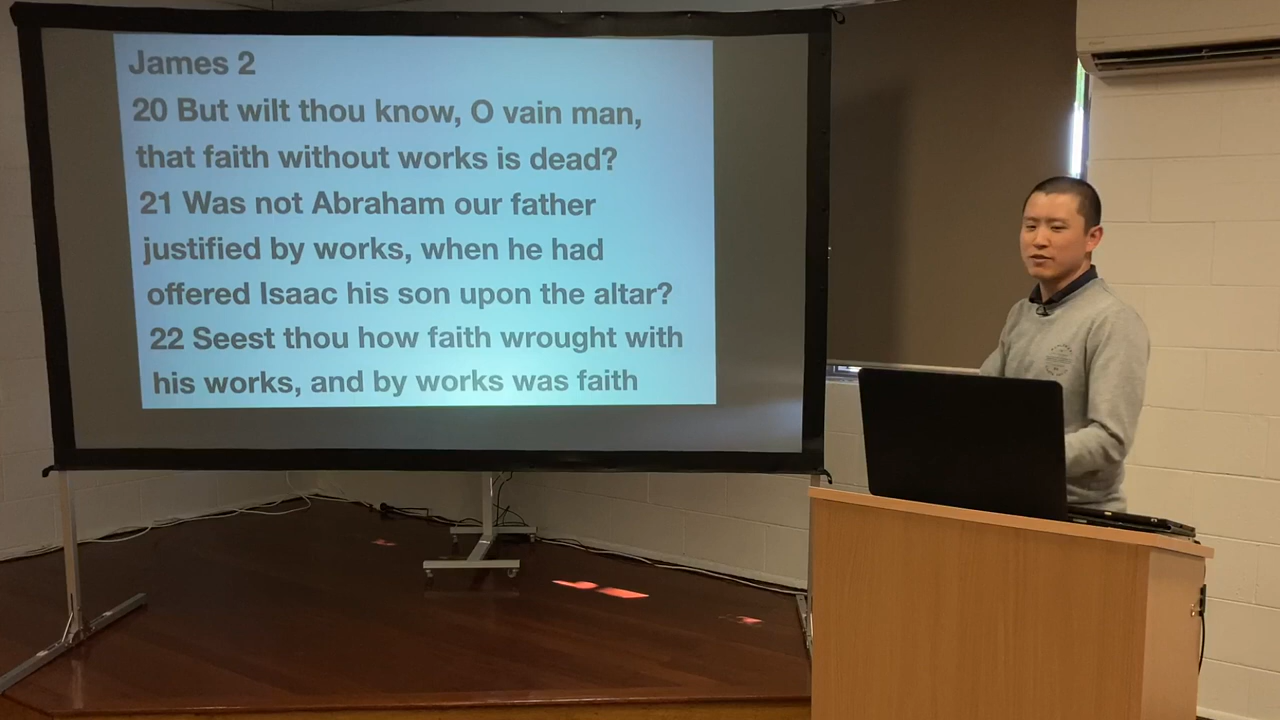 James 2
20 But wilt thou know, O vain man,
that faith without works is dead?
21 Was not Abraham our father
justified by works, when he had
offered Isaac his son upon the altar?
22 Seest thou how faith wrought with
his works, and by works was faith